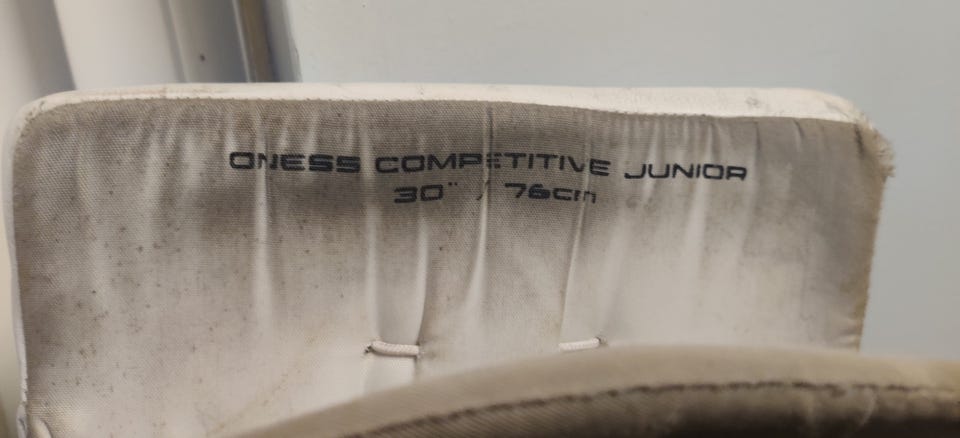 ONESS COMPETITIVE JUNIOR
30" / 76cm